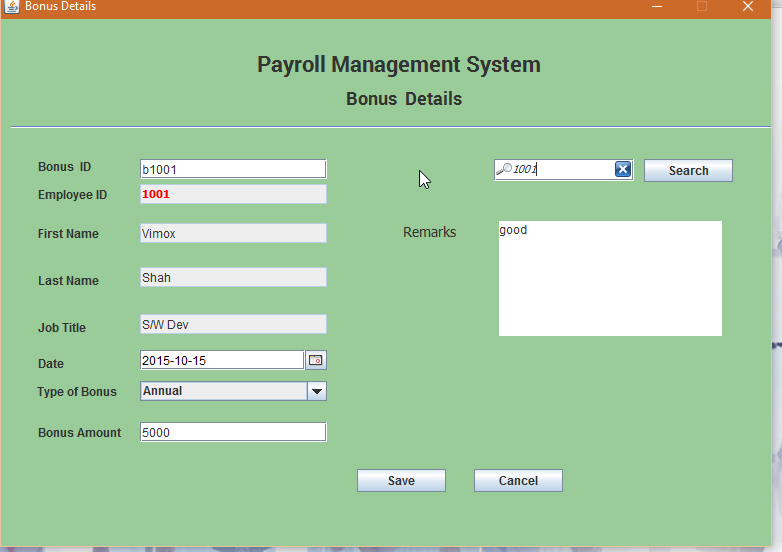 Bonus Details
Payroll Management System
Bonus Details
Bonus ID b1001
1001 Search
Employee ID 1001
First Name Vimox
Remarks good
Last Name Shah
Job Title S/W Dev
Date 2015-10-15
Type of Bonus Annual
Bonus Amount 5000
Save Cancel